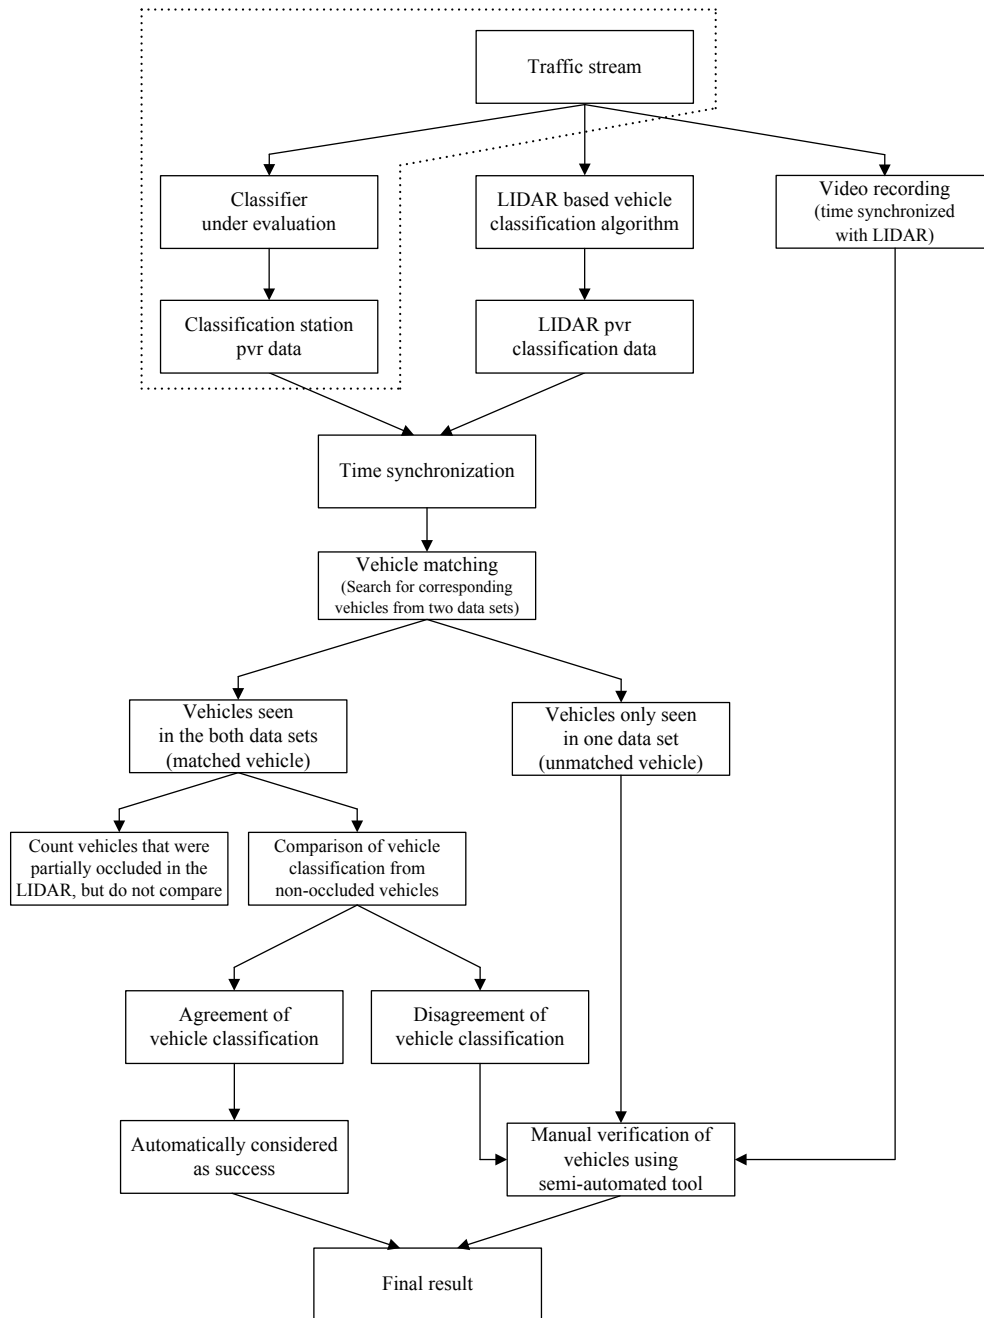 Traffic stream
Classifier
under evaluation
LIDAR based vehicle
classification algorithm
Video recording
(time synchronized
with LIDAR)
Classification station
pvr data
LIDAR pvr
classification data
Time synchronization
Vehicle matching
(Search for corresponding
vehicles from two data sets)
Vehicles seen
in the both data sets
(matched vehicle)
Vehicles only seen
in one data set
(unmatched vehicle)
Count vehicles that were
partially occluded in the
LIDAR, but do not compare
Comparison of vehicle
classification from
non-occluded vehicles
Agreement of
vehicle classification
Disagreement of
vehicle classification
Automatically considered
as success
Manual verification of
vehicles using
semi-automated tool
Final result